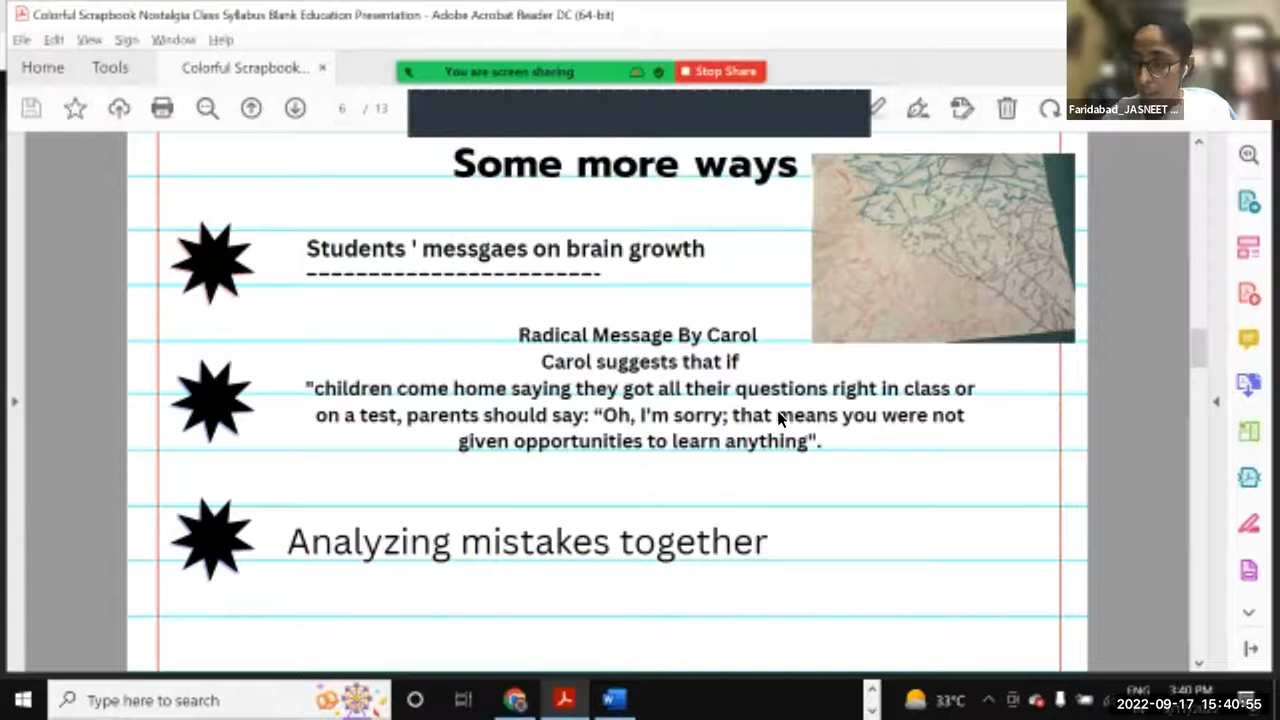 Colorful Scrapbook Nostalgia Class Syllabus Blank Education Presentation - Adobe Acrobat Reader DC (64-bit)
File Edit View Sign Window Help
Home Tools Colorful Scrapbook... ×
You are screen sharing Stop Share
6 / 13
Faridabad_JASNEET ...
Some more ways
Students ' messgaes on brain growth
-------------------------
Radical Message By Carol
Carol suggests that if
"children come home saying they got all their questions right in class or
on a test, parents should say: “Oh, I'm sorry; that means you were not
given opportunities to learn anything".
Analyzing mistakes together
Type here to search
33°C
ENG 3:40 PM
2022-09-17 15:40:55